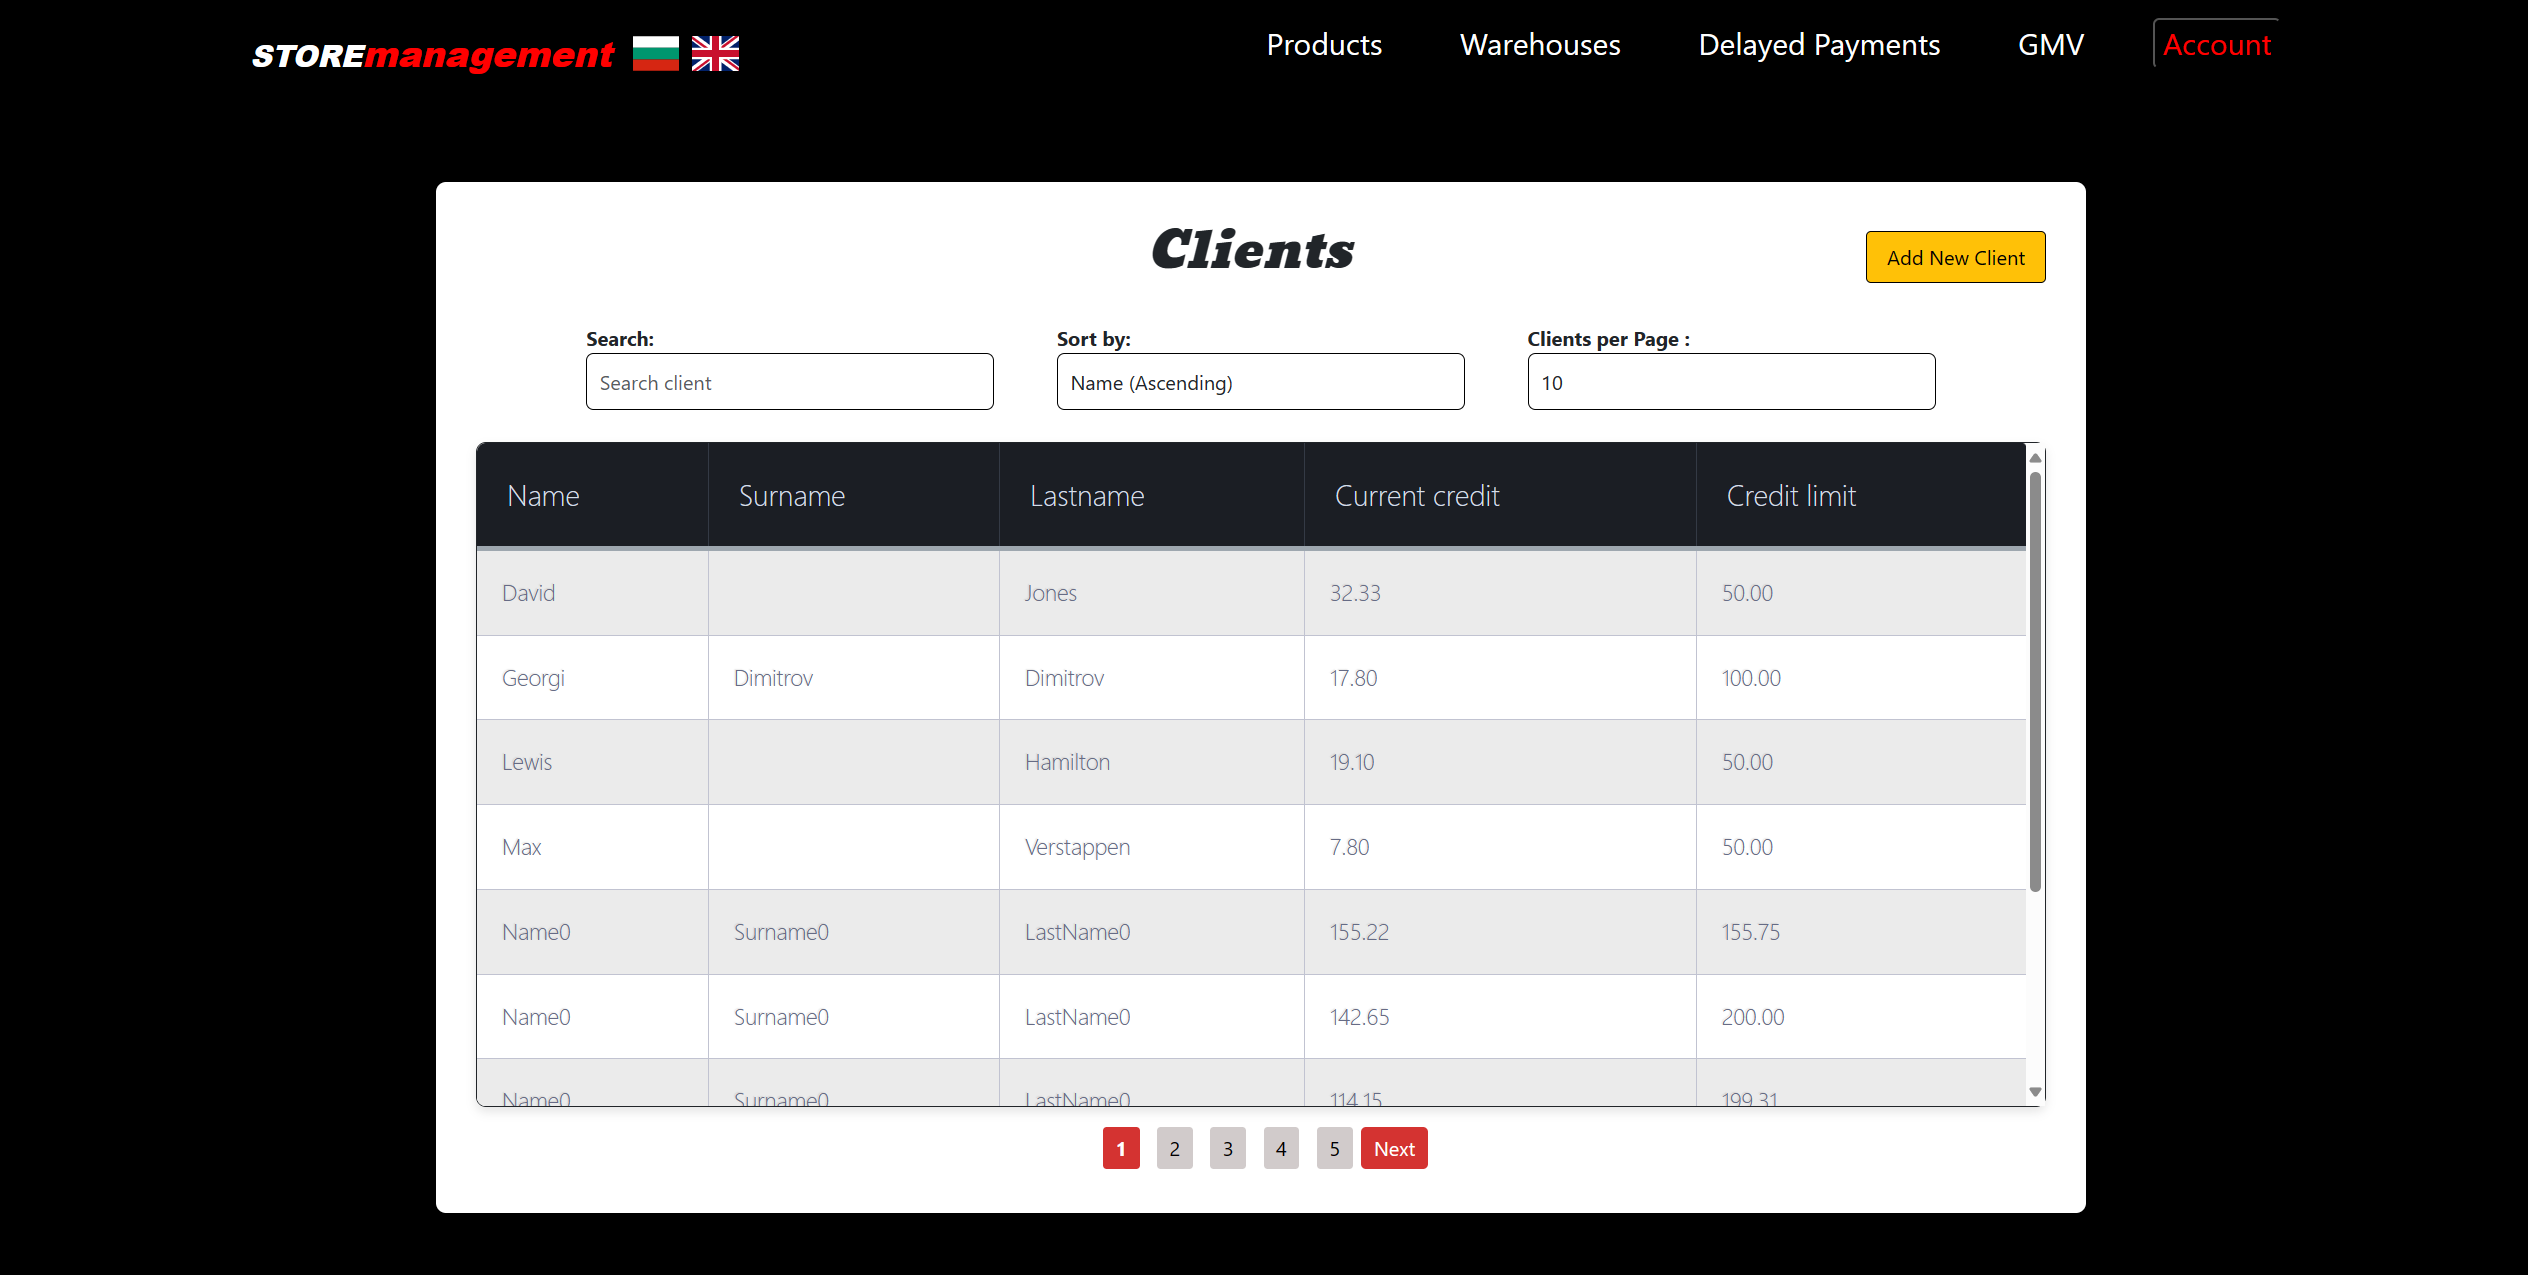 STOREmanagement Products Warehouses Delayed Payments GMV Account
Clients
Add New Client
Search: Sort by: Clients per Page :
Search client Name (Ascending) 10
Name Surname Lastname Current credit Credit limit
David Jones 32.33 50.00
Georgi Dimitrov Dimitrov 17.80 100.00
Lewis Hamilton 19.10 50.00
Max Verstappen 7.80 50.00
Name0 Surname0 LastName0 155.22 155.75
Name0 Surname0 LastName0 142.65 200.00
Name0 Surname0 LastName0 114.15 199.31
1 2 3 4 5 Next